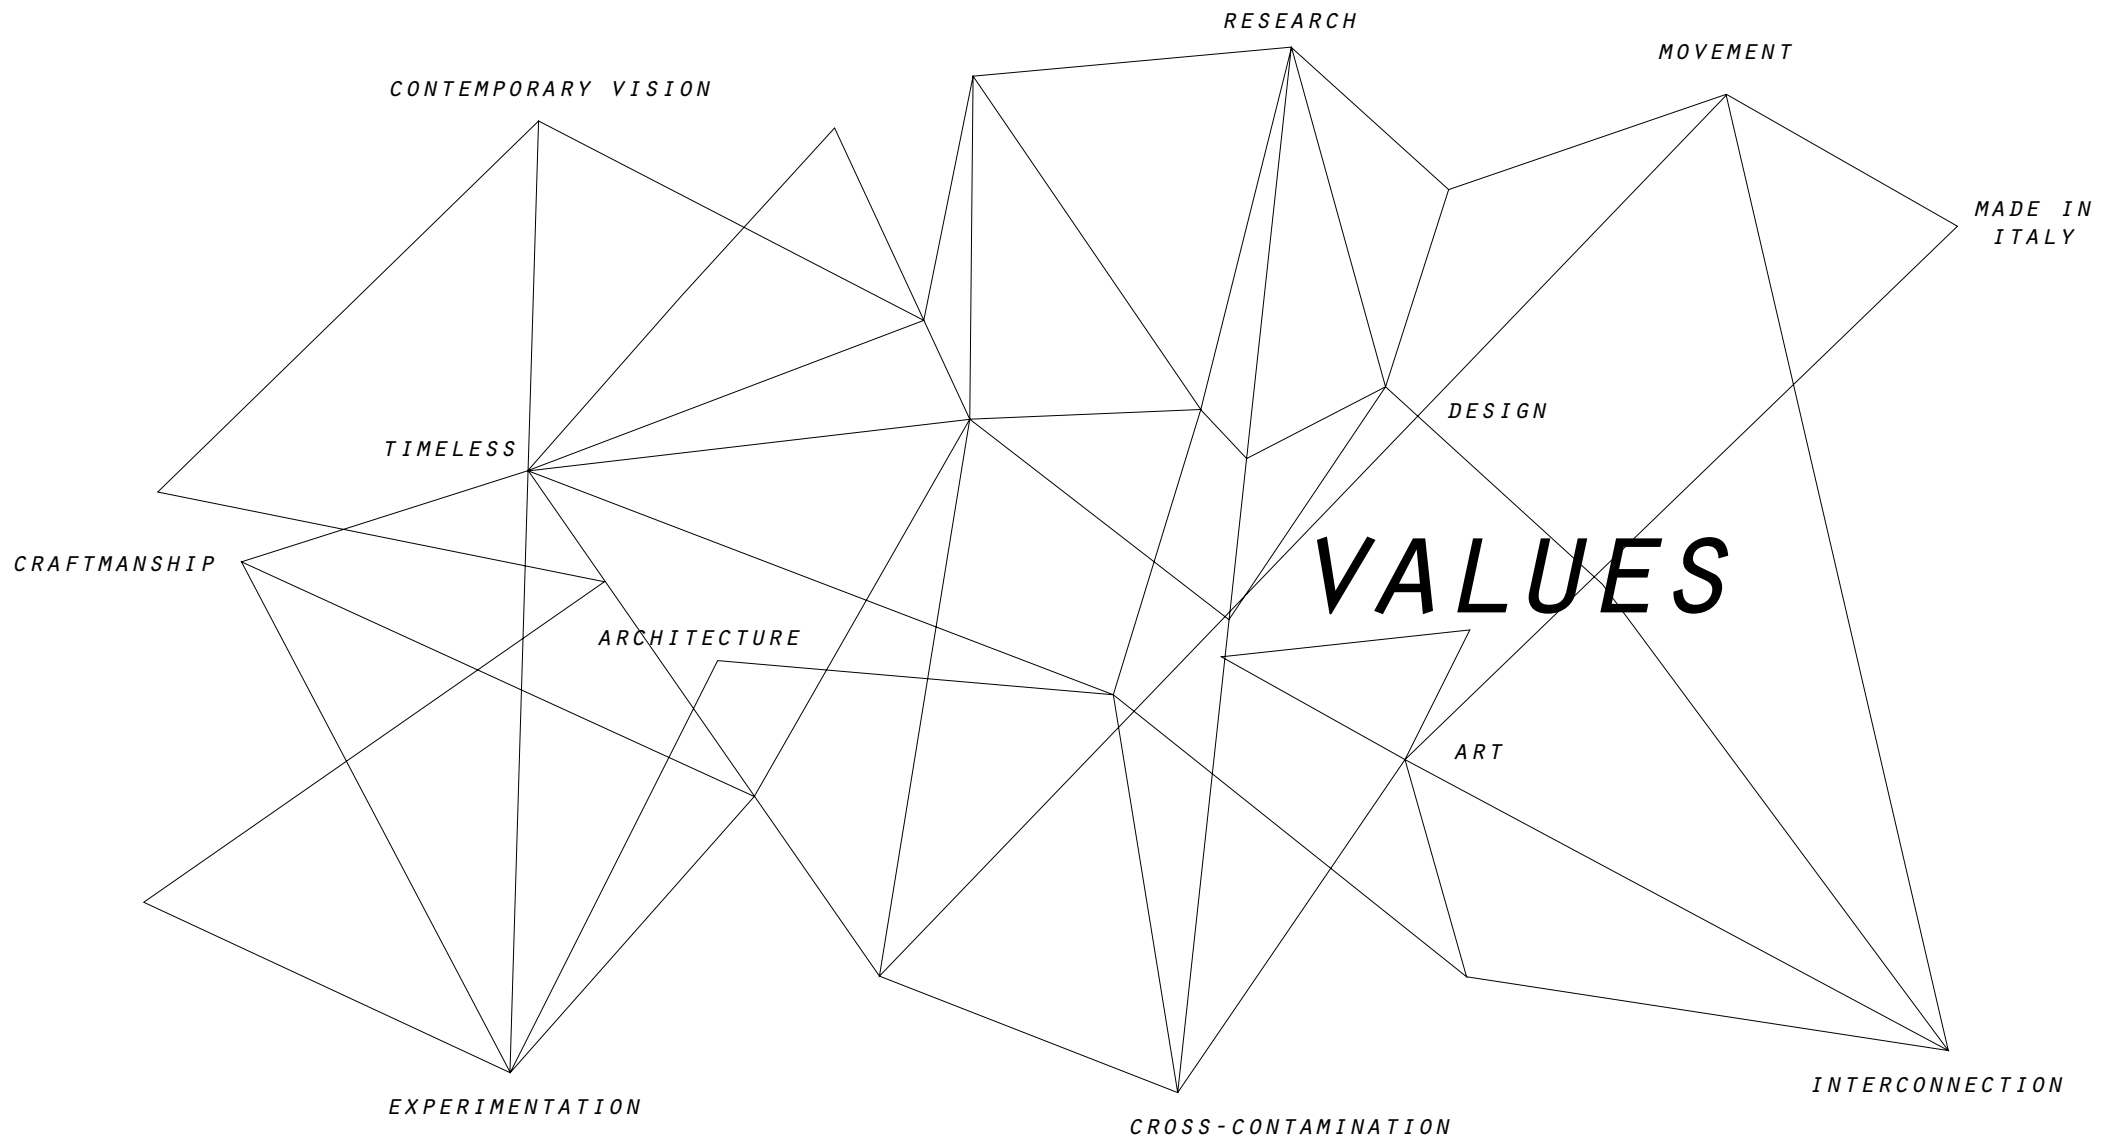 RESEARCH
MOVEMENT
CONTEMPORARY VISION
MADE IN
ITALY
DESIGN
TIMELESS
CRAFTMANSHIP
VALUES
ARCHITECTURE
ART
INTERCONNECTION
EXPERIMENTATION
CROSS-CONTAMINATION